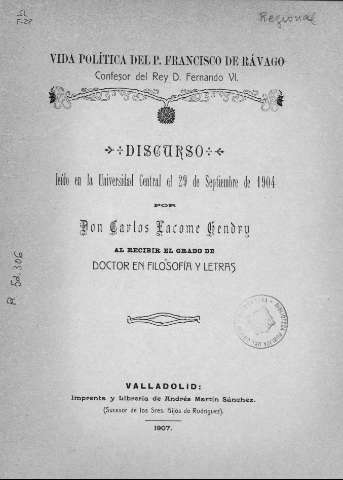 Regional
VIDA POLÍTICA DEL P. FRANCISCO DE RÁVAGO
Confesor del Rey D. Fernando VI.
DISCURSO
leído en la Universidad Central el 29 de Septiembre de 1904
POR
Don Carlos Lacome Gendry
AL RECIBIR EL GRADO DE
DOCTOR EN FILOSOFÍA Y LETRAS
R. 5d.306
VALLADOLID:
Imprenta y Librería de Andrés Martín Sánchez.
(Sucesor de los Sres. Hijos de Rodríguez).
1907.